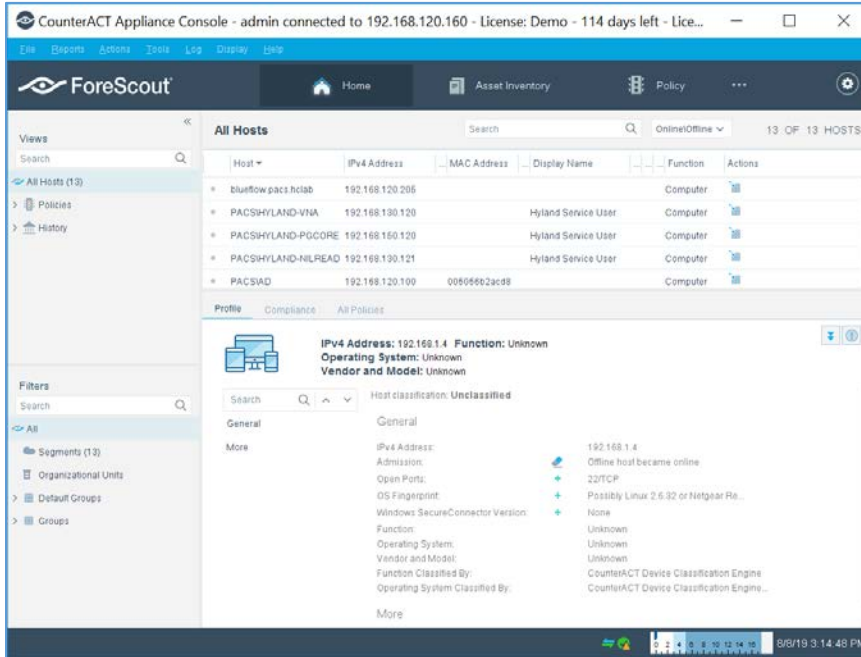 CounterACT Appliance Console - admin connected to 192.168.120.160 - License: Demo - 114 days left - Lice...
File Reports Actions Tools Log Display Help
ForeScout Home Asset Inventory Policy ...
Views
Search
All Hosts (13)
Policies
History
All Hosts Search Online\Offline 13 OF 13 HOSTS
Host IPv4 Address ... MAC Address ... Display Name ... ... ... Function Actions
blueflow.pacs.hclab 192.168.120.205 Computer
PACS\HYLAND-VNA 192.168.130.120 Hyland Service User Computer
PACS\HYLAND-PGCORE 192.168.150.120 Computer
PACS\HYLAND-NILREAD 192.168.130.121 Hyland Service User Computer
PACS\AD 192.168.120.100 005056b2acd8 Computer
Profile Compliance All Policies
IPv4 Address: 192.168.1.4 Function: Unknown
Operating System: Unknown
Vendor and Model: Unknown
Filters
Search
All
Segments (13)
Organizational Units
Default Groups
Groups
Search
General
More
Host classification: Unclassified
General
IPv4 Address: 192.168.1.4
Admission: Offline host became online
Open Ports: 22/TCP
OS Fingerprint: Possibly Linux 2.6.32 or Netgear Re...
Windows SecureConnector Version: None
Function: Unknown
Operating System: Unknown
Vendor and Model: Unknown
Function Classified By: CounterACT Device Classification Engine
Operating System Classified By: CounterACT Device Classification Engine...
More
0 2 4 6 8 10 12 14 16 8/8/19 3:14:48 PM